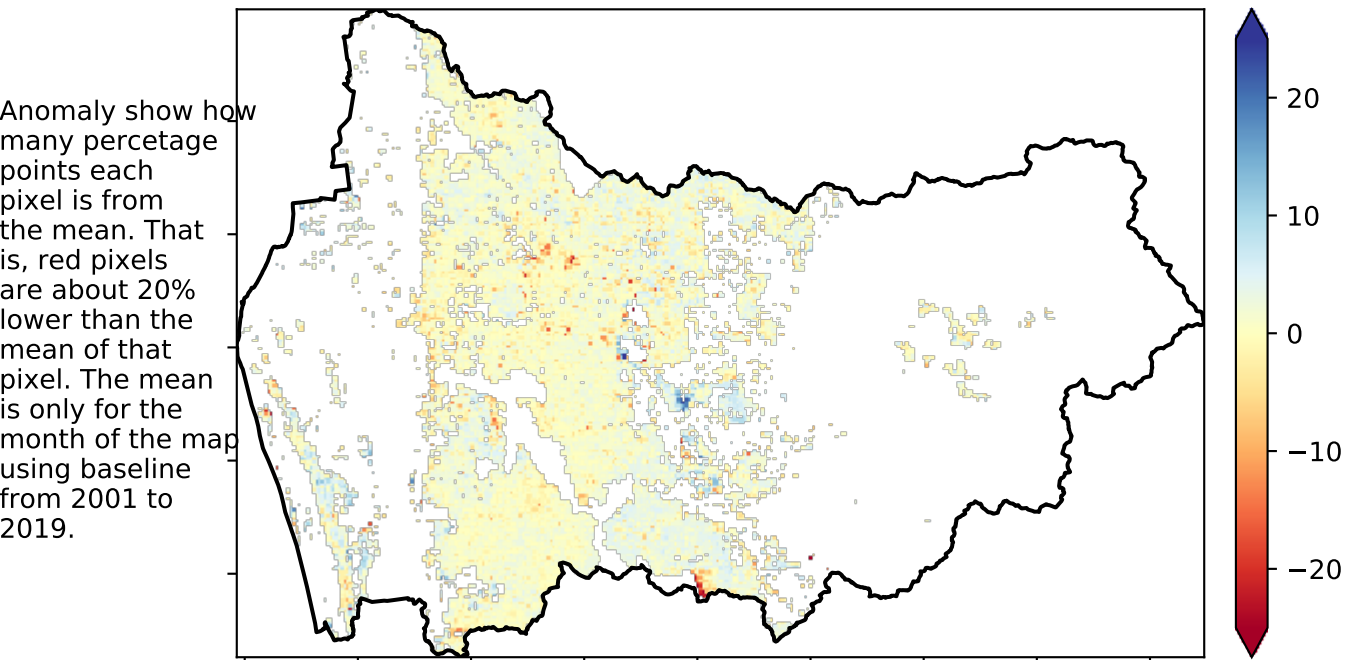 Anomaly show how
many percetage
points each
pixel is from
the mean. That
is, red pixels
are about 20%
lower than the
mean of that
pixel. The mean
is only for the
month of the map
using baseline
from 2001 to
2019.
20
10
0
−10
−20